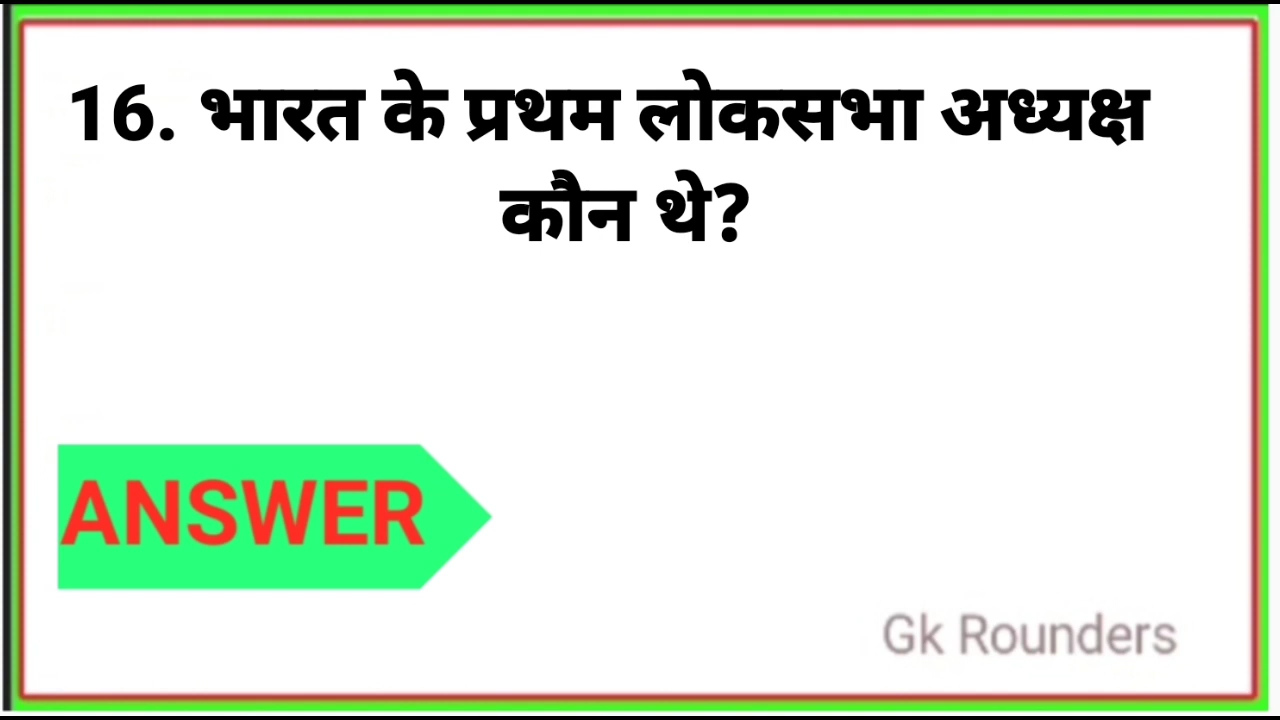 16. भारत के प्रथम लोकसभा अध्यक्ष
कौन थे?
ANSWER
Gk Rounders